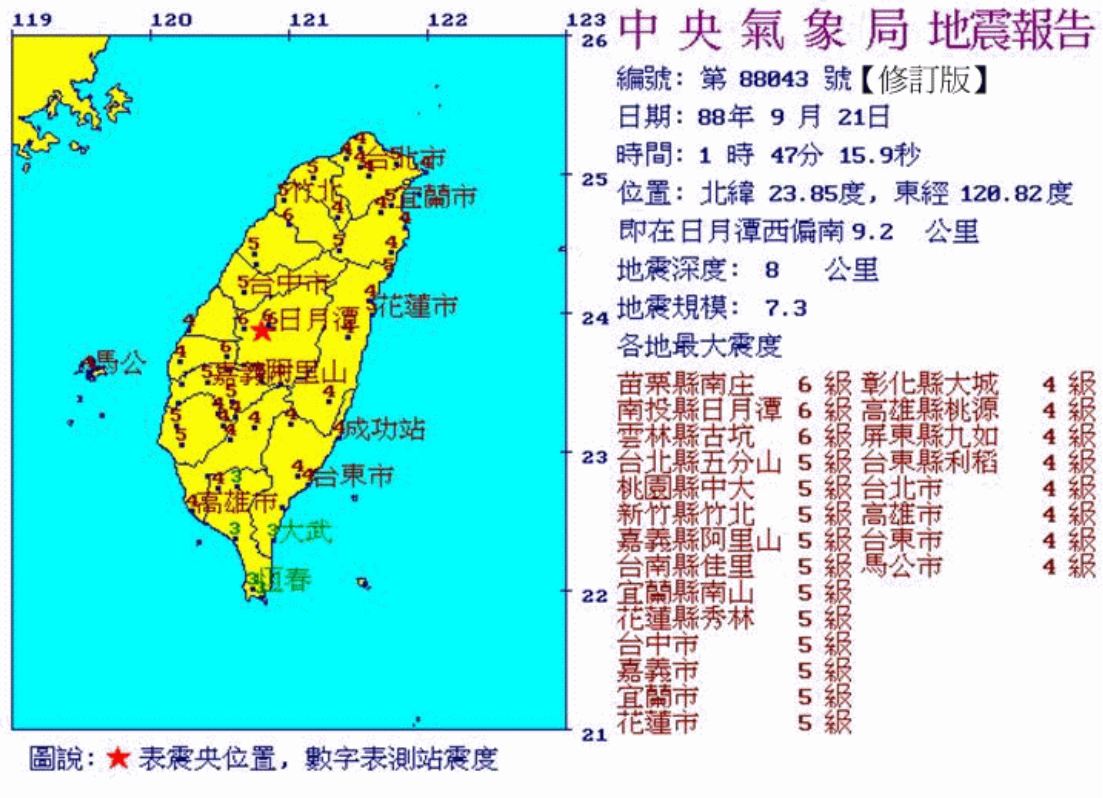 中央氣象局地震報告
編號: 第 88043 號【修訂版】
日期: 88年 9 月 21日
時間: 1 時 47分 15.9秒
位置: 北緯 23.85度, 東經 120.82度
即在日月潭西偏南 9.2 公里
地震深度: 8 公里
地震規模: 7.3
各地最大震度
苗栗縣南庄 6 級 彰化縣大城 4 級
南投縣日月潭 6 級 高雄縣桃源 4 級
雲林縣古坑 6 級 屏東縣九如 4 級
台北縣五分山 5 級 台東縣利稻 4 級
桃園縣中大 5 級 台北市 4 級
新竹縣竹北 5 級 高雄市 4 級
嘉義縣阿里山 5 級 台東市 4 級
台南縣佳里 5 級 馬公市 4 級
宜蘭縣南山 5 級
花蓮縣秀林 5 級
台中市 5 級
嘉義市 5 級
宜蘭市 5 級
花蓮市 5 級
119 120 121 122 123
26
25
24
23
22
21
台北市
竹北
宜蘭市
台中市
花蓮市
日月潭
馬公
嘉義
阿里山
成功站
台東市
高雄市
大武
恆春
圖說: ★ 表震央位置, 數字表測站震度